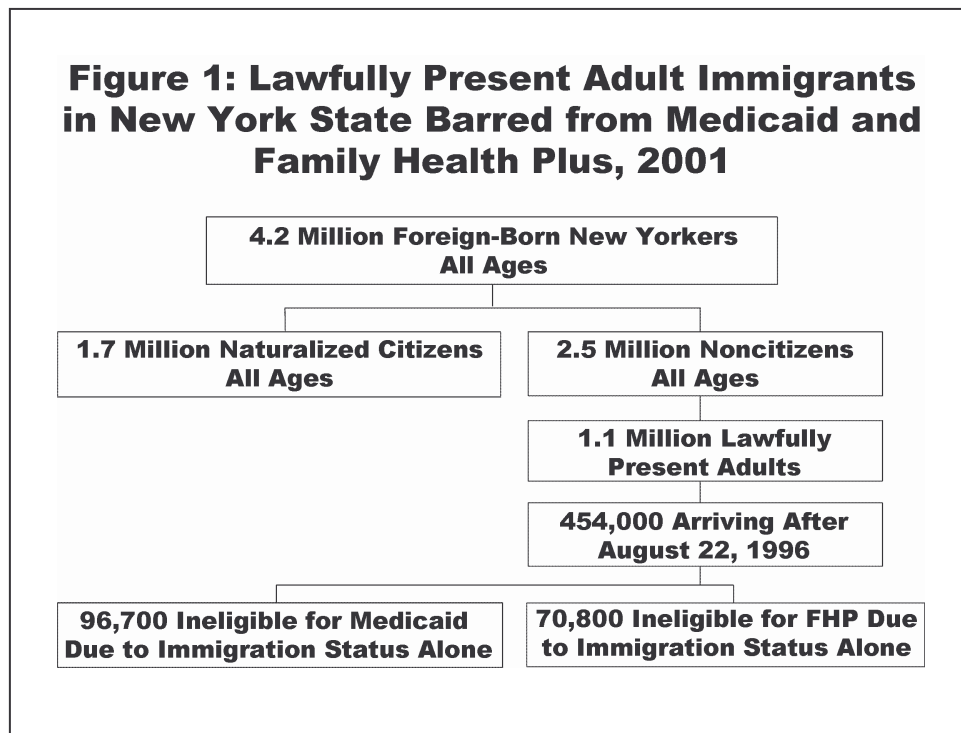 Figure 1: Lawfully Present Adult Immigrants
in New York State Barred from Medicaid and
Family Health Plus, 2001
4.2 Million Foreign-Born New Yorkers
All Ages
1.7 Million Naturalized Citizens
All Ages
2.5 Million Noncitizens
All Ages
1.1 Million Lawfully
Present Adults
454,000 Arriving After
August 22, 1996
96,700 Ineligible for Medicaid
Due to Immigration Status Alone
70,800 Ineligible for FHP Due
to Immigration Status Alone